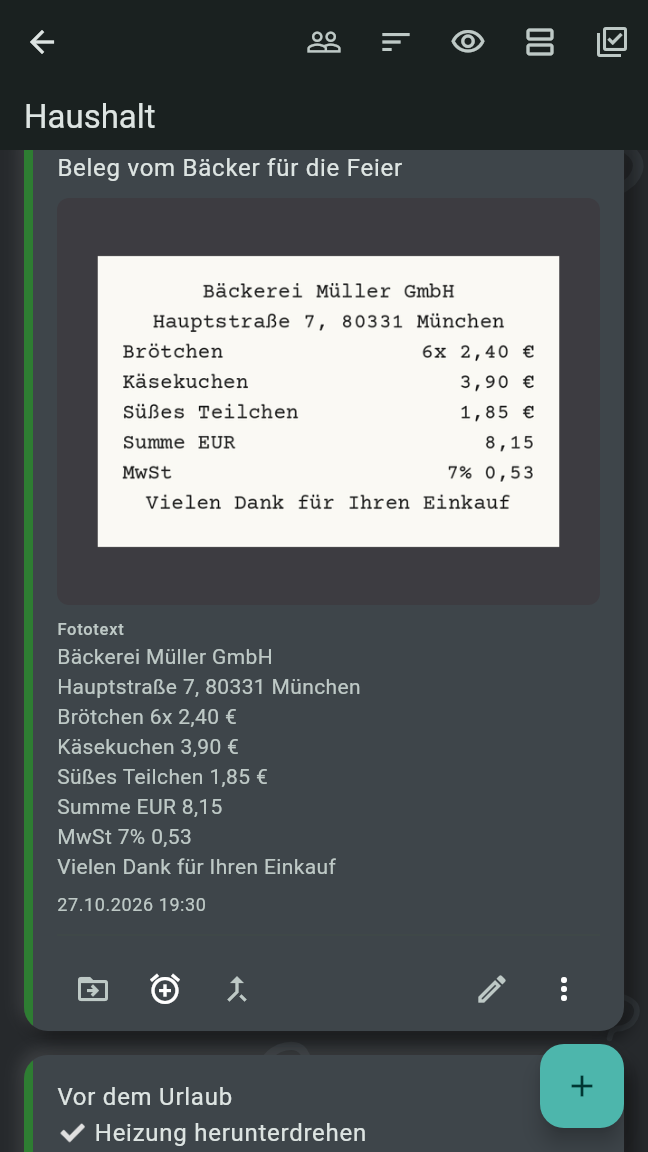 Haushalt
Beleg vom Bäcker für die Feier
Bäckerei Müller GmbH
Hauptstraße 7, 80331 München
Brötchen 6x 2,40 €
Käsekuchen 3,90 €
Süßes Teilchen 1,85 €
Summe EUR 8,15
MwSt 7% 0,53
Vielen Dank für Ihren Einkauf
Fototext
Bäckerei Müller GmbH
Hauptstraße 7, 80331 München
Brötchen 6x 2,40 €
Käsekuchen 3,90 €
Süßes Teilchen 1,85 €
Summe EUR 8,15
MwSt 7% 0,53
Vielen Dank für Ihren Einkauf
27.10.2026 19:30
Vor dem Urlaub
Heizung herunterdrehen